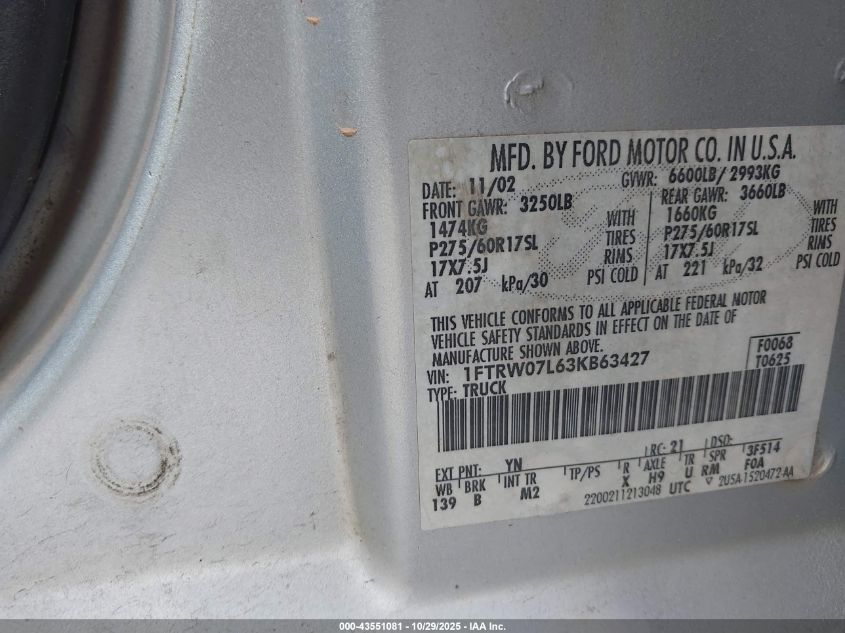 MFD. BY FORD MOTOR CO. IN U.S.A.
DATE: 11/02 GVWR: 6600LB/ 2993KG
FRONT GAWR: 3250LB REAR GAWR: 3660LB
1474KG WITH 1660KG WITH
P275/60R17SL TIRES P275/60R17SL TIRES
17X7.5J RIMS 17X7.5J RIMS
AT 207 kPa/30 PSI COLD AT 221 kPa/32 PSI COLD
THIS VEHICLE CONFORMS TO ALL APPLICABLE FEDERAL MOTOR
VEHICLE SAFETY STANDARDS IN EFFECT ON THE DATE OF
MANUFACTURE SHOWN ABOVE.
VIN: 1FTRW07L63KB63427 F0068
TYPE: TRUCK T0625
EXT PNT: YN RC: 21 DSO:
WB BRK INT TR TP/PS R AXLE TR SPR 3F514
139 B M2 X H9 U RM F0A
2200211213048 UTC 2USA-1520472-AA
000-43551081 - 10/29/2025 - IAA Inc.